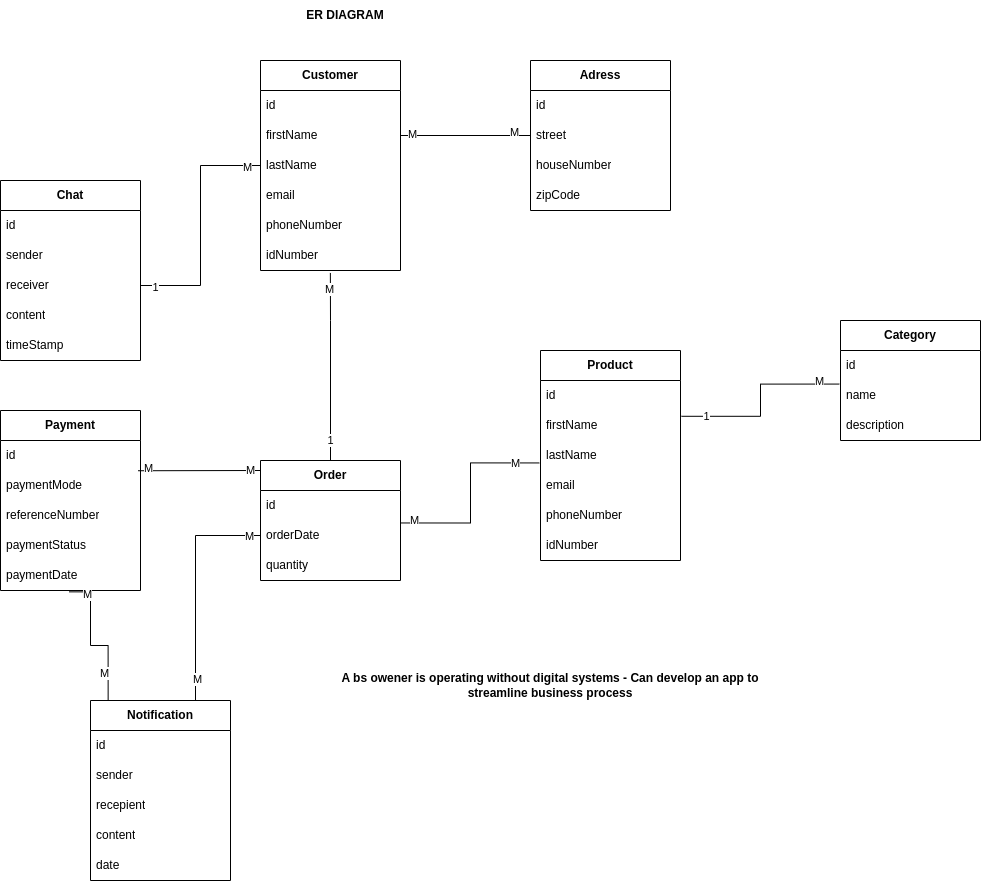 ER DIAGRAM
Customer
id
firstName
lastName
email
phoneNumber
idNumber
Adress
id
street
houseNumber
zipCode
M
M
M
Chat
id
sender
receiver
content
timeStamp
1
M
1
Product
id
firstName
lastName
email
phoneNumber
idNumber
Category
id
name
description
M
1
Payment
id
paymentMode
referenceNumber
paymentStatus
paymentDate
M
M
Order
id
orderDate
quantity
M
M
M
M
M
M
A bs owener is operating without digital systems - Can develop an app to
streamline business process
Notification
id
sender
recepient
content
date